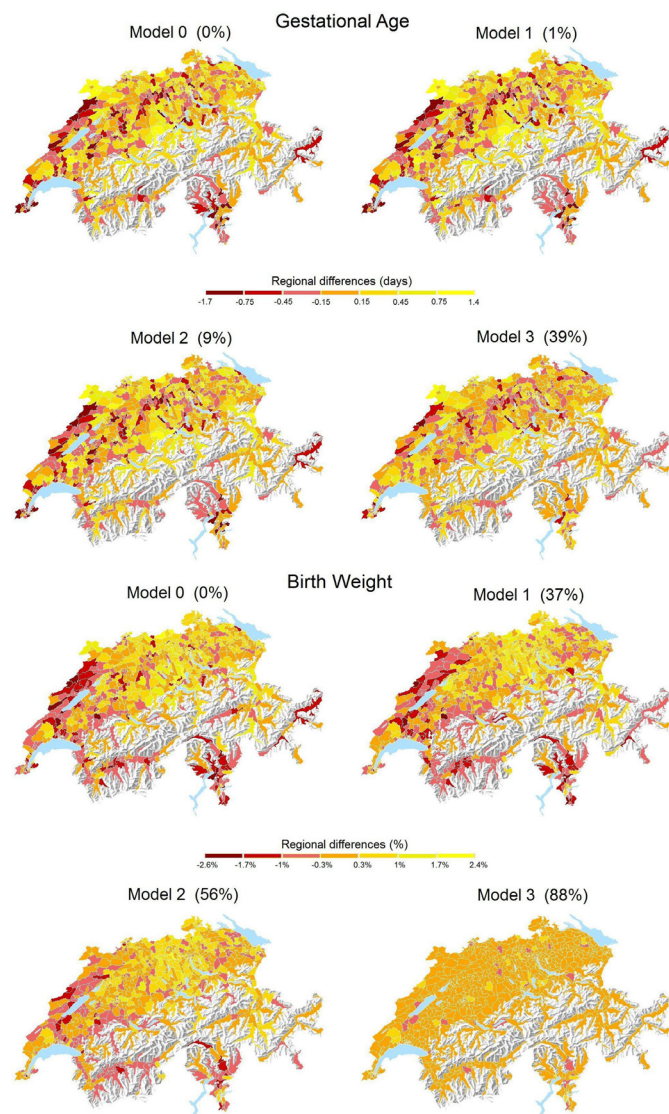 Gestational Age
Model 0 (0%)
Model 1 (1%)
Regional differences (days)
-1.7 -0.75 -0.45 -0.15 0.15 0.45 0.75 1.4
Model 2 (9%)
Model 3 (39%)
Birth Weight
Model 0 (0%)
Model 1 (37%)
Regional differences (%)
-2.6% -1.7% -1% -0.3% 0.3% 1% 1.7% 2.4%
Model 2 (56%)
Model 3 (88%)